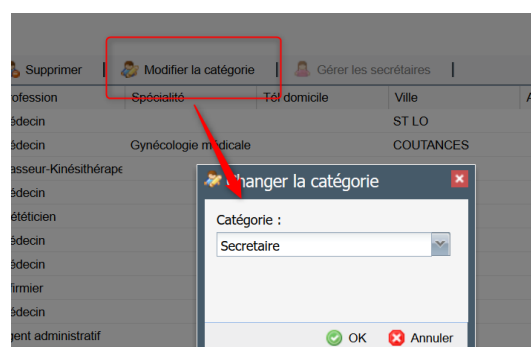 Supprimer | Modifier la catégorie | Gérer les secrétaires |
rofession Spécialité Tél domicile Ville A
édecin ST LO
édecin Gynécologie médicale COUTANCES
asseur-Kinésithérape
édecin
ététicien
édecin
édecin
firmier
édecin
gent administratif
Changer la catégorie
Catégorie :
Secretaire
OK Annuler